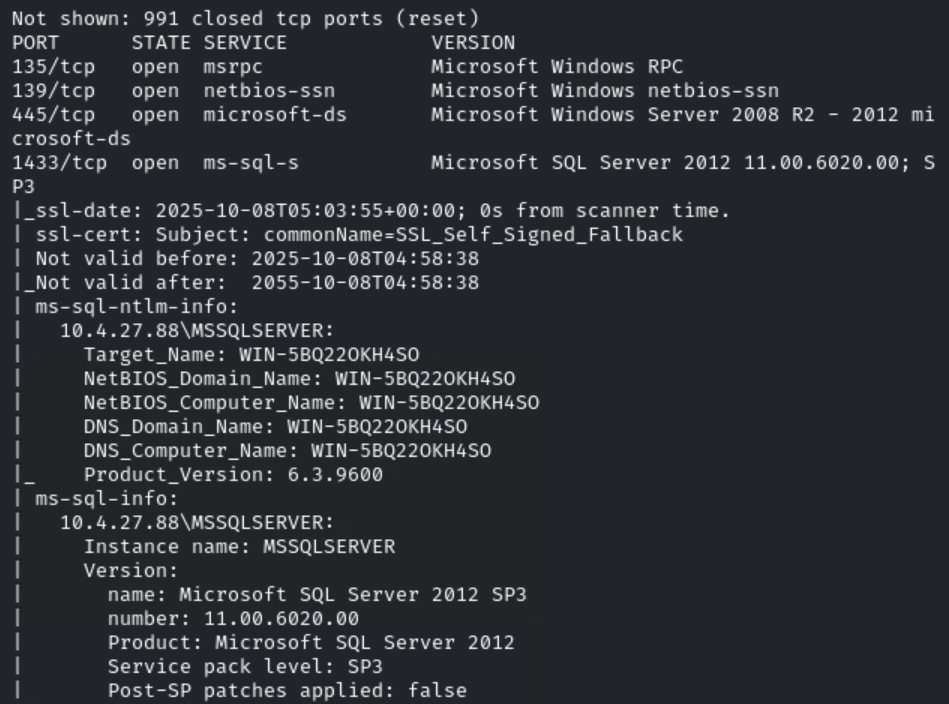 Not shown: 991 closed tcp ports (reset)
PORT     STATE SERVICE            VERSION
135/tcp   open  msrpc              Microsoft Windows RPC
139/tcp   open  netbios-ssn        Microsoft Windows netbios-ssn
445/tcp   open  microsoft-ds       Microsoft Windows Server 2008 R2 - 2012 mi
crosoft-ds
1433/tcp  open  ms-sql-s           Microsoft SQL Server 2012 11.00.6020.00; S
P3
|_ssl-date: 2025-10-08T05:03:55+00:00; 0s from scanner time.
| ssl-cert: Subject: commonName=SSL_Self_Signed_Fallback
| Not valid before: 2025-10-08T04:58:38
|_Not valid after:  2055-10-08T04:58:38
| ms-sql-ntlm-info:
|   10.4.27.88\MSSQLSERVER:
|     Target_Name: WIN-5BQ22OKH4SO
|     NetBIOS_Domain_Name: WIN-5BQ22OKH4SO
|     NetBIOS_Computer_Name: WIN-5BQ22OKH4SO
|     DNS_Domain_Name: WIN-5BQ22OKH4SO
|     DNS_Computer_Name: WIN-5BQ22OKH4SO
|_    Product_Version: 6.3.9600
| ms-sql-info:
|   10.4.27.88\MSSQLSERVER:
|     Instance name: MSSQLSERVER
|     Version:
|       name: Microsoft SQL Server 2012 SP3
|       number: 11.00.6020.00
|       Product: Microsoft SQL Server 2012
|       Service pack level: SP3
|       Post-SP patches applied: false